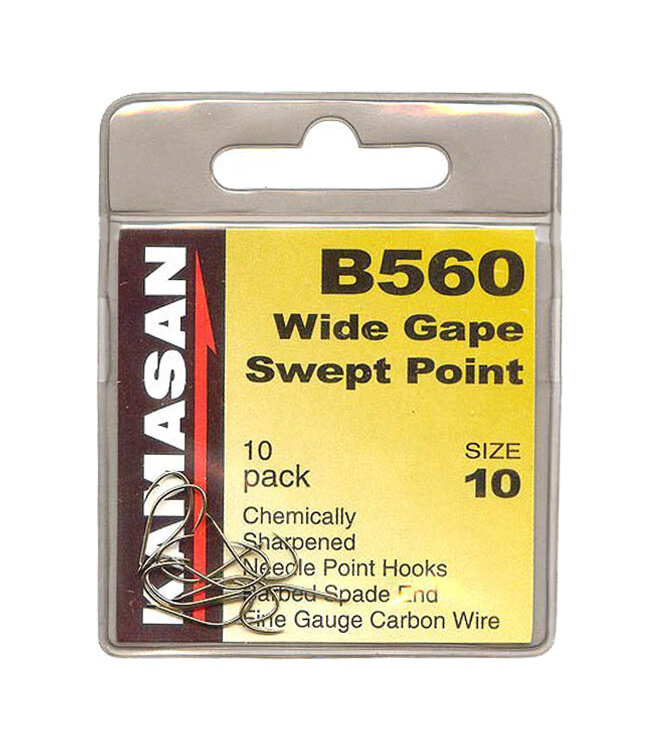 KAMASAN
B560
Wide Gape
Swept Point
10
pack
SIZE
10
Chemically
Sharpened
Needle Point Hooks
Barbed Spade End
Fine Gauge Carbon Wire